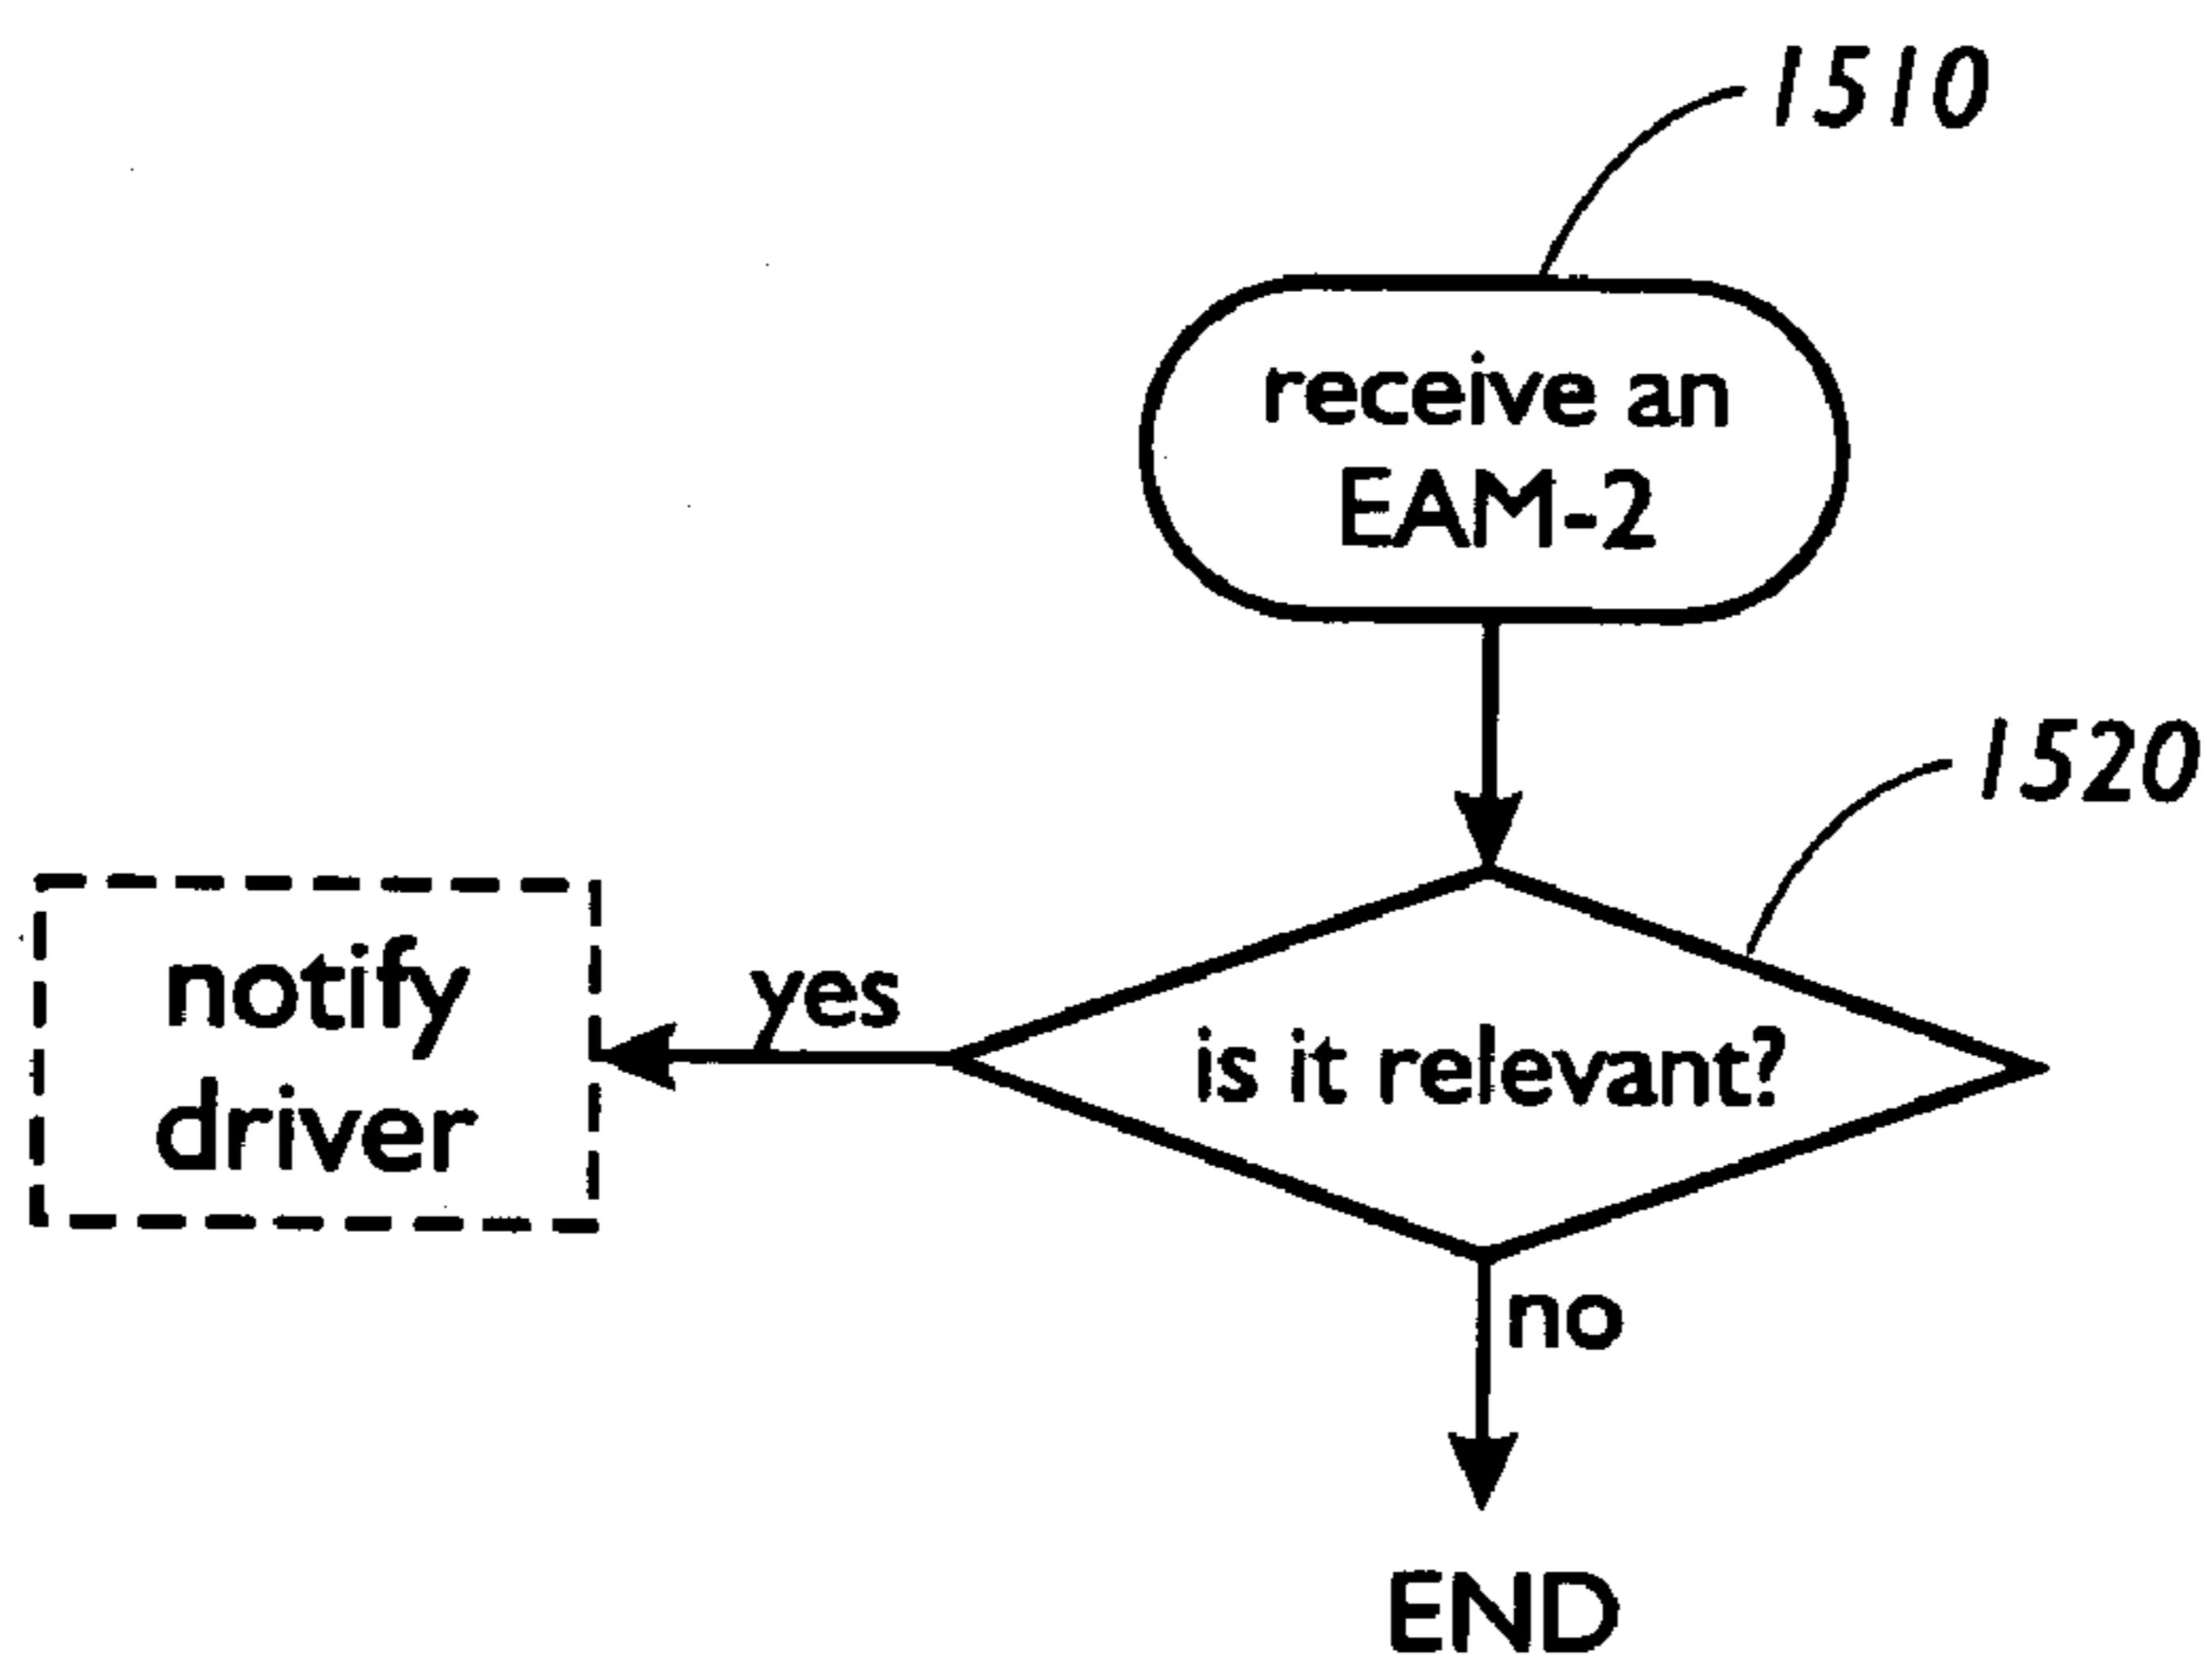 1510
receive an
EAM-2
1520
is it relevant?
yes
notify
driver
no
END